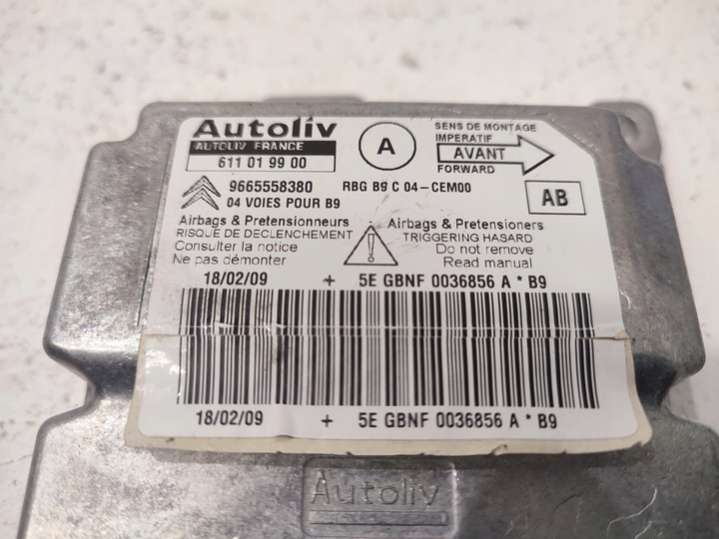 Autoliv
AUTOLIV FRANCE
611 01 99 00
A
SENS DE MONTAGE
IMPERATIF
AVANT
FORWARD
9665558380 RBG B9 C 04-CEM00
04 VOIES POUR B9
AB
Airbags & Pretensionneurs
RISQUE DE DECLENCHEMENT
Consulter la notice
Ne pas démonter
Airbags & Pretensioners
TRIGGERING HASARD
Do not remove
Read manual
18/02/09 + 5E GBNF 0036856 A * B9
18/02/09 + 5E GBNF 0036856 A * B9
Autoliv